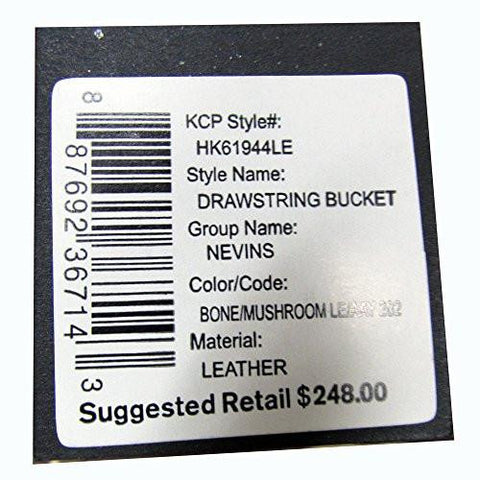 8 87692 36714 3
KCP Style#:
HK61944LE
Style Name:
DRAWSTRING BUCKET
Group Name:
NEVINS
Color/Code:
BONE/MUSHROOM
Material:
LEATHER
Suggested Retail $248.00